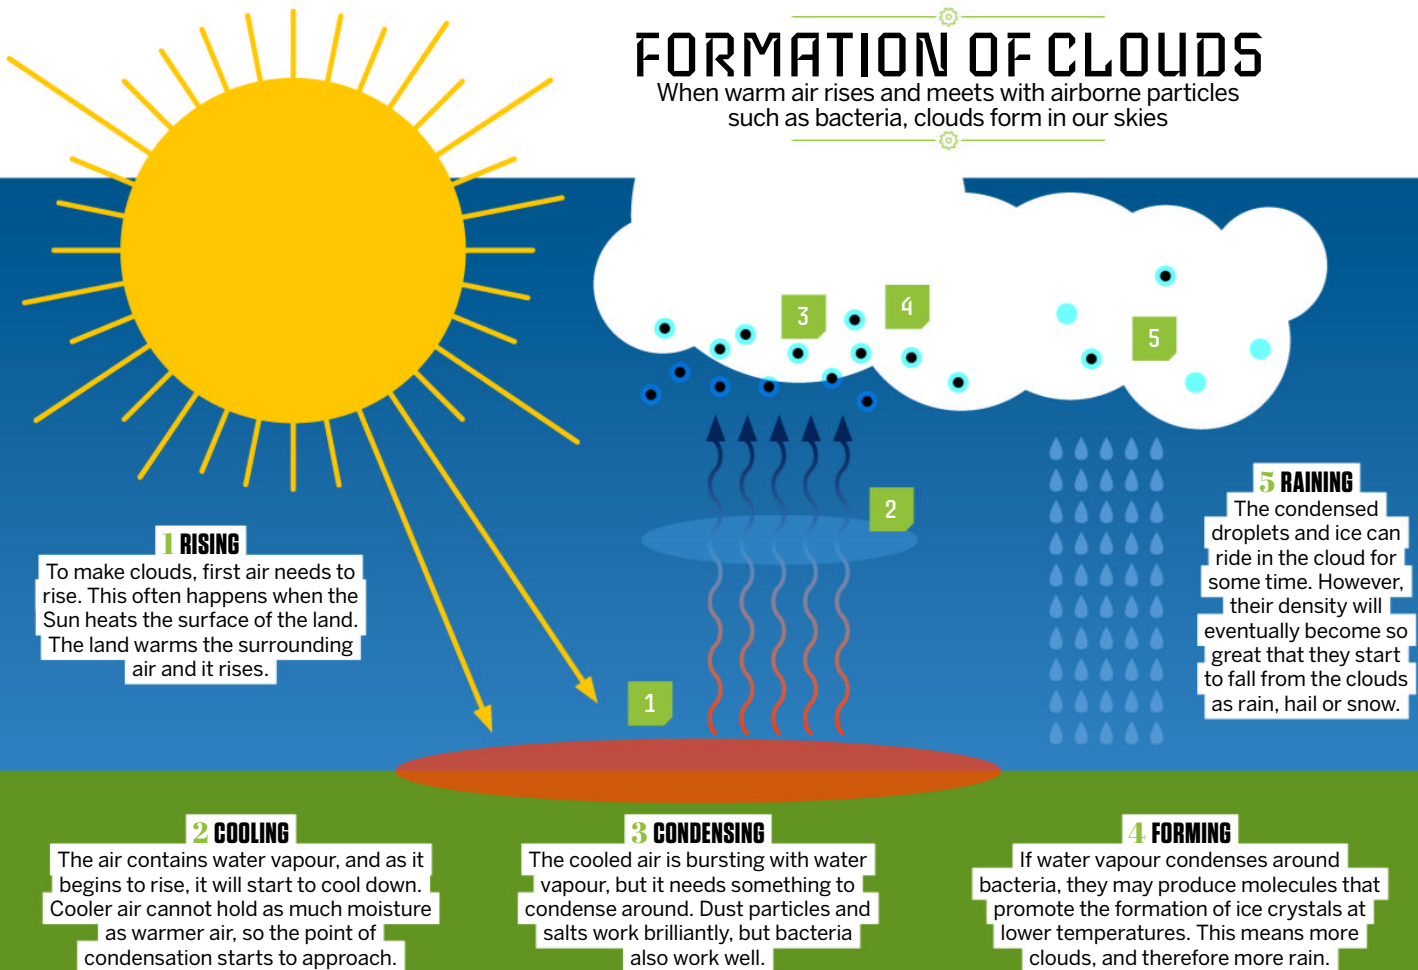 FORMATION OF CLOUDS
When warm air rises and meets with airborne particles
such as bacteria, clouds form in our skies
3
4
5
2
1
1 RISING
To make clouds, first air needs to
rise. This often happens when the
Sun heats the surface of the land.
The land warms the surrounding
air and it rises.
5 RAINING
The condensed
droplets and ice can
ride in the cloud for
some time. However,
their density will
eventually become so
great that they start
to fall from the clouds
as rain, hail or snow.
2 COOLING
The air contains water vapour, and as it
begins to rise, it will start to cool down.
Cooler air cannot hold as much moisture
as warmer air, so the point of
condensation starts to approach.
3 CONDENSING
The cooled air is bursting with water
vapour, but it needs something to
condense around. Dust particles and
salts work brilliantly, but bacteria
also work well.
4 FORMING
If water vapour condenses around
bacteria, they may produce molecules that
promote the formation of ice crystals at
lower temperatures. This means more
clouds, and therefore more rain.